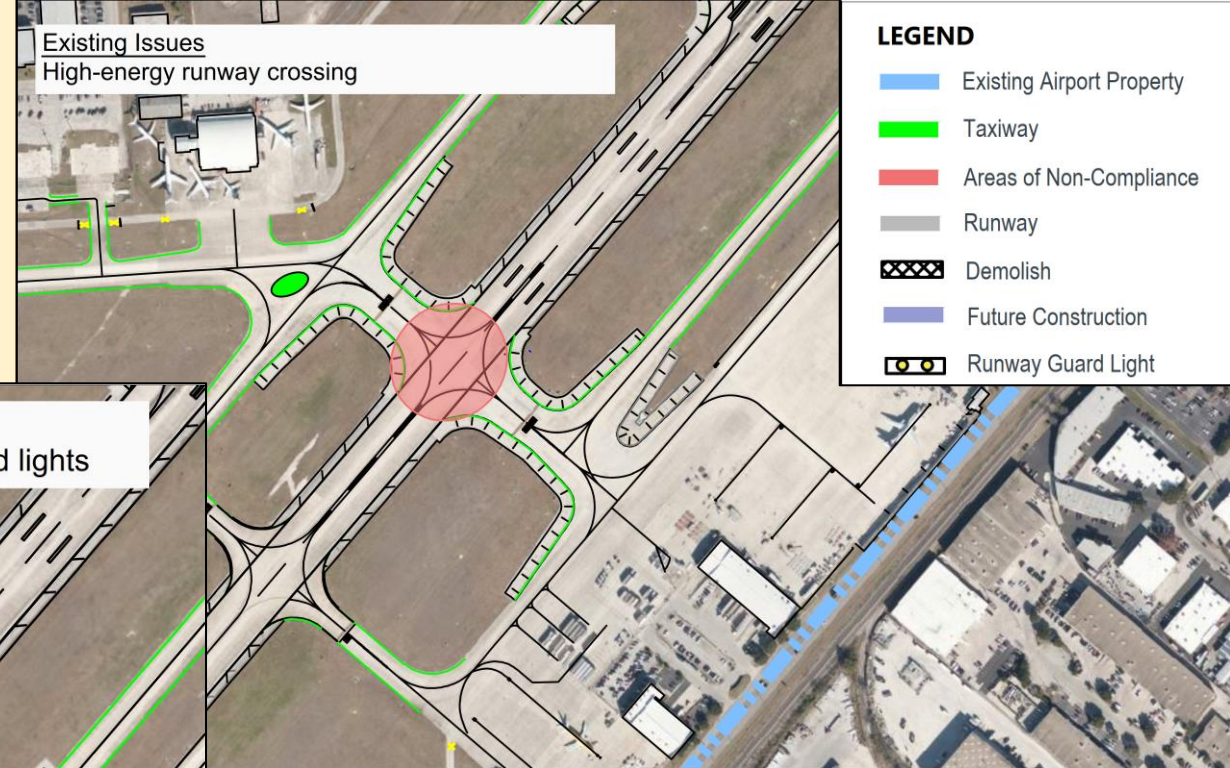 Existing Issues
High-energy runway crossing
LEGEND
Existing Airport Property
Taxiway
Areas of Non-Compliance
Runway
Demolish
Future Construction
Runway Guard Light
lights